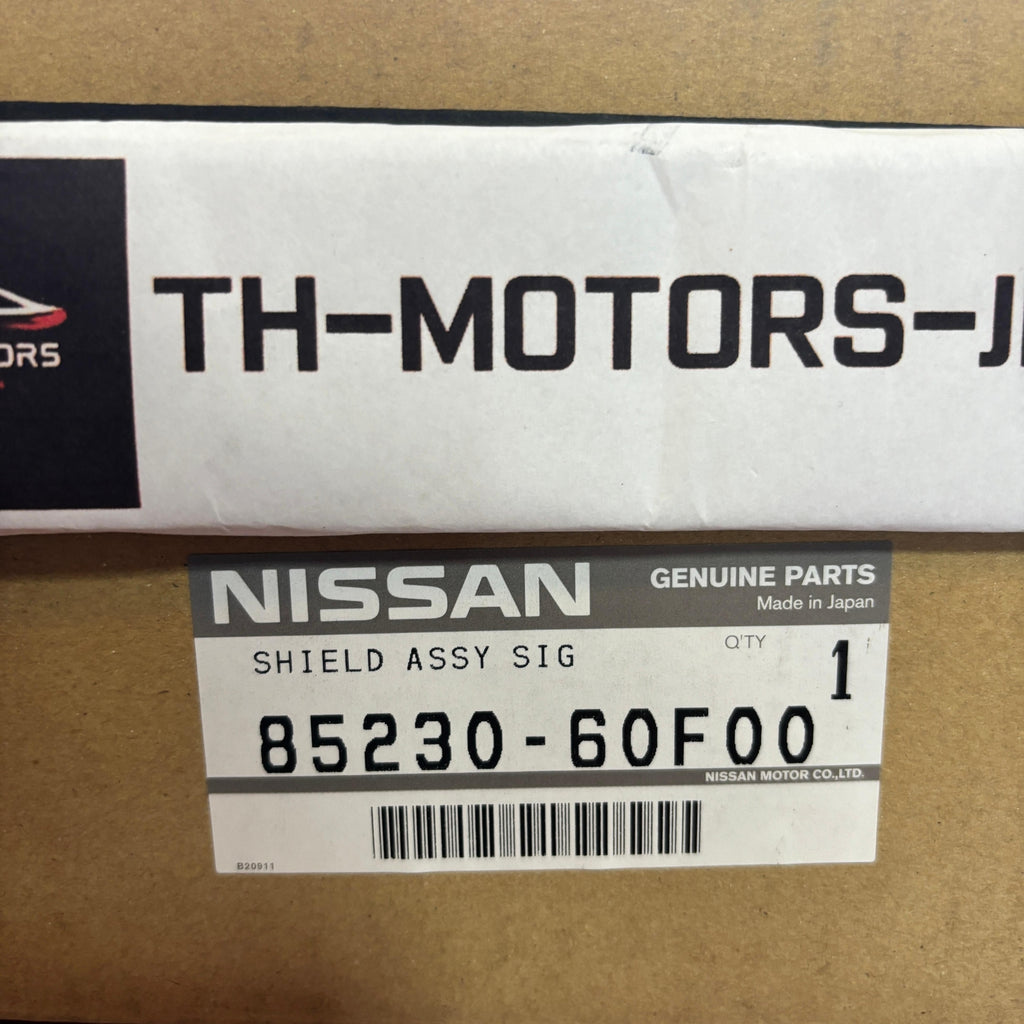 TH-MOTORS-J
ORS
NISSAN
GENUINE PARTS
Made in Japan
SHIELD ASSY SIG
Q'TY
1
85230-60F00
NISSAN MOTOR CO.,LTD.
B20911